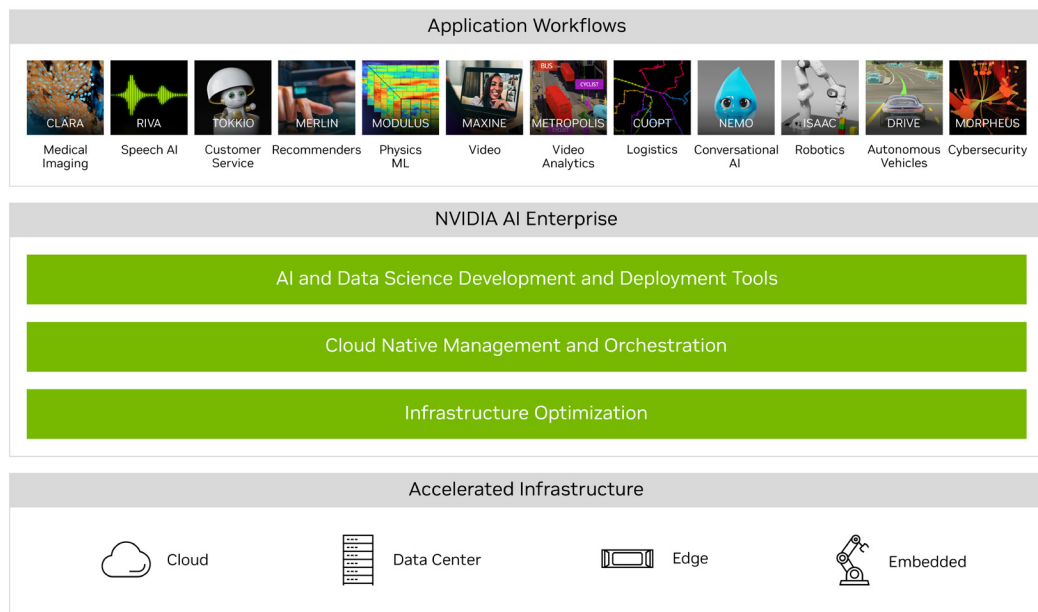 Application Workflows
CLARA
RIVA
TOKKIO
MERLIN
MODULUS
MAXINE
BUS
CYCLIST
METROPOLIS
CUOPT
NEMO
ISAAC
DRIVE
MORPHEUS
Medical
Imaging
Speech AI
Customer
Service
Recommenders
Physics
ML
Video
Video
Analytics
Logistics
Conversational
AI
Robotics
Autonomous
Vehicles
Cybersecurity
NVIDIA AI Enterprise
AI and Data Science Development and Deployment Tools
Cloud Native Management and Orchestration
Infrastructure Optimization
Accelerated Infrastructure
Cloud
Data Center
Edge
Embedded